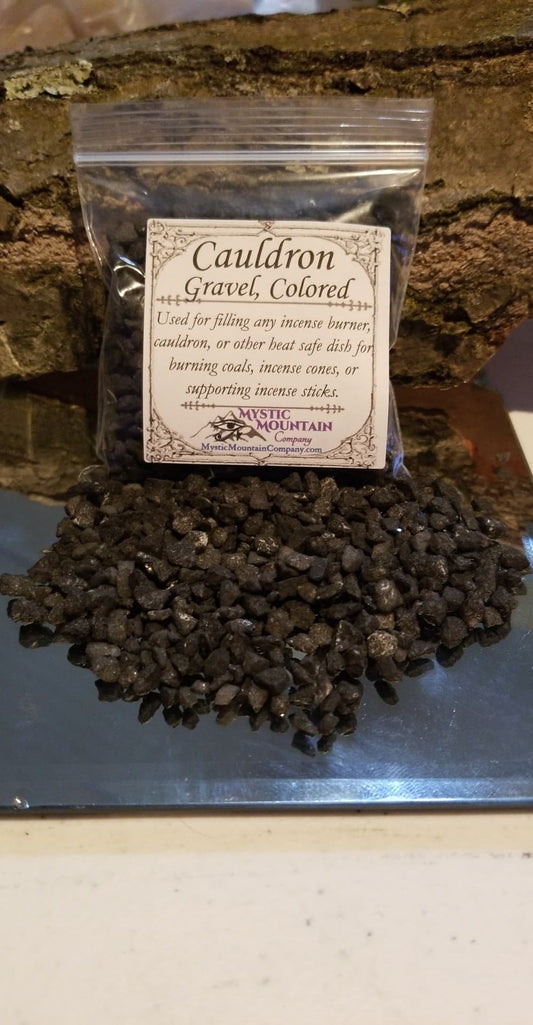 Cauldron
Gravel, Colored
Used for filling any incense burner,
cauldron, or other heat safe dish for
burning coals, incense cones, or
supporting incense sticks.
MYSTIC
MOUNTAIN
Company
MysticMountainCompany.com